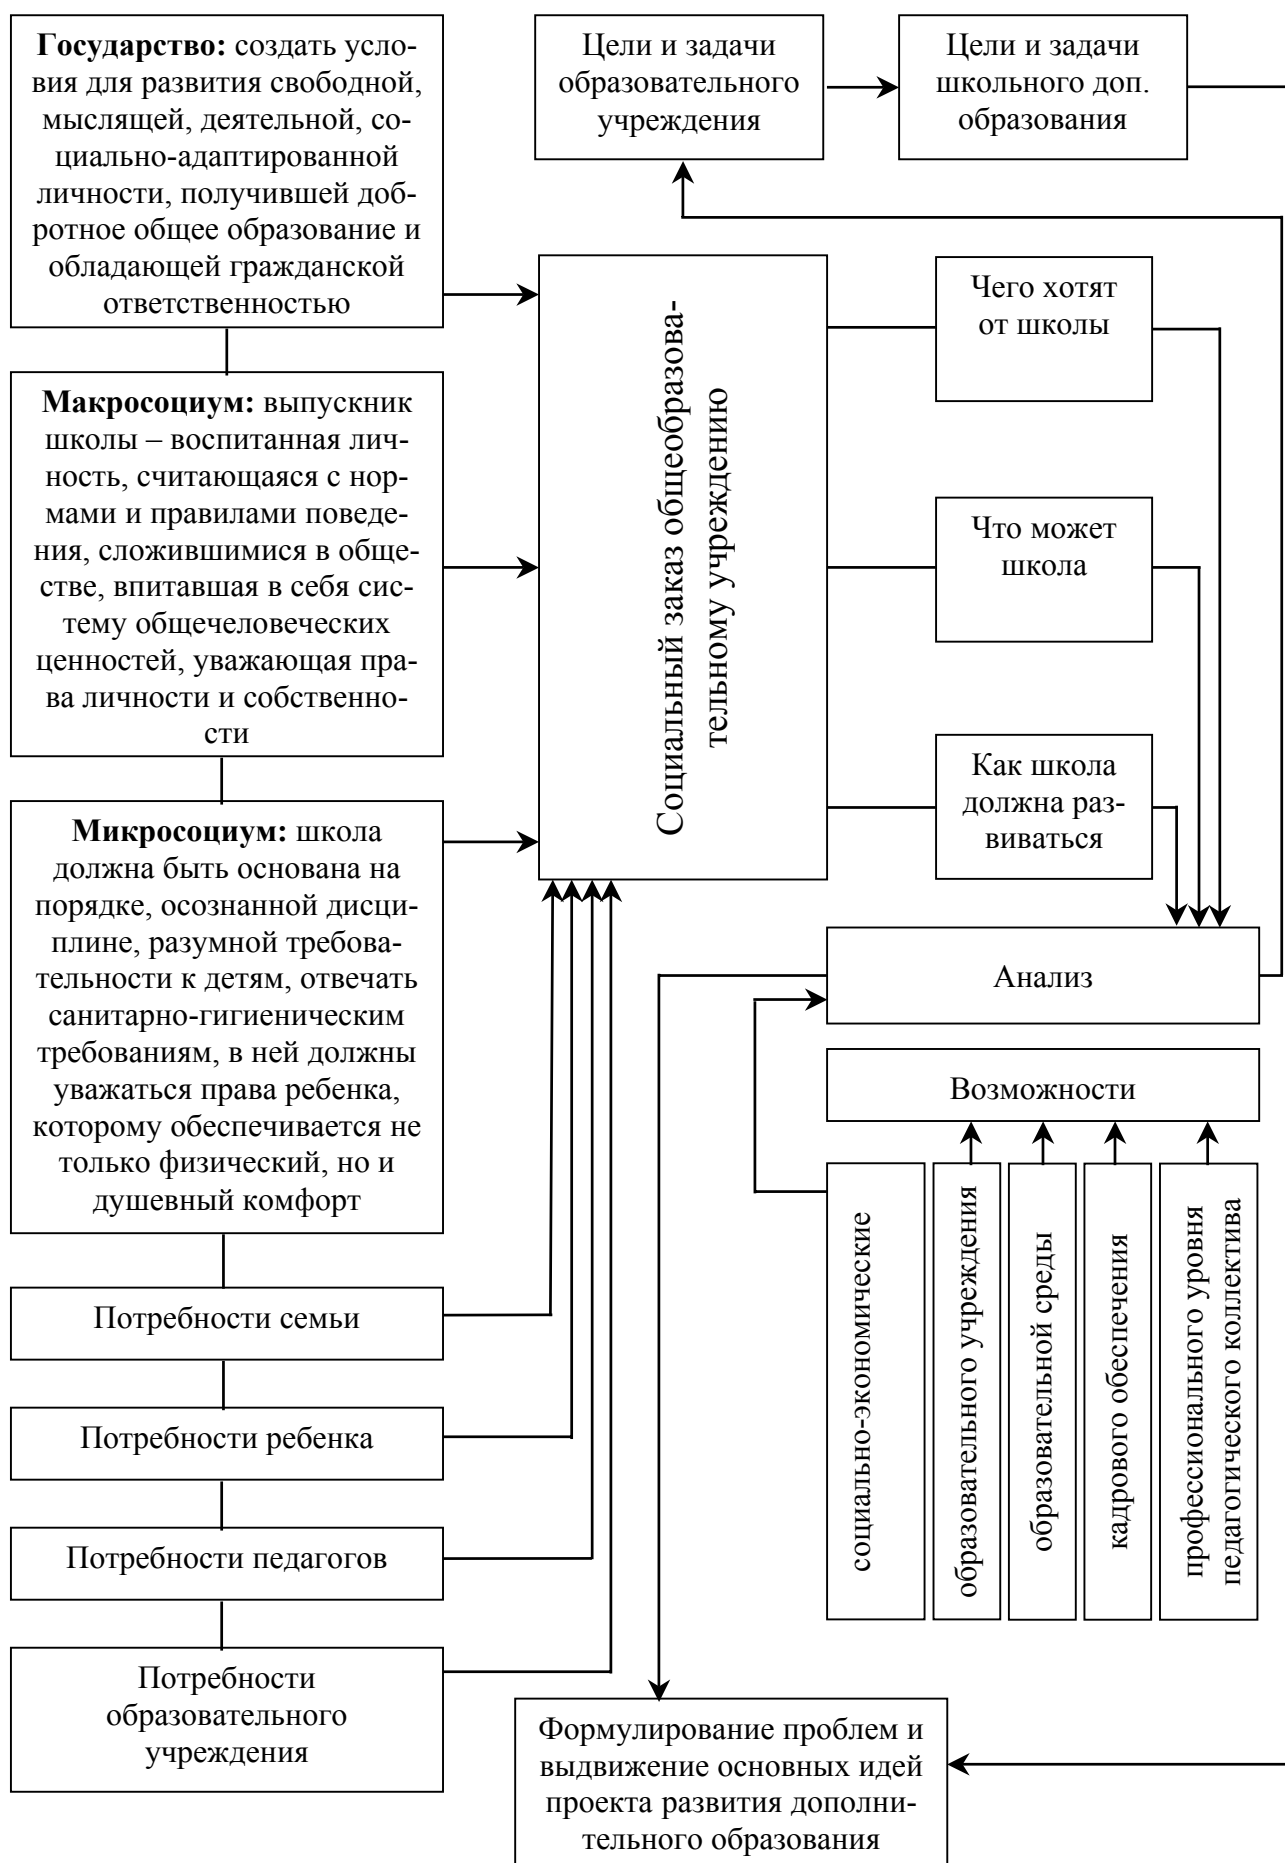 Государство: создать усло-
вия для развития свободной,
мыслящей, деятельной, со-
циально-адаптированной
личности, получившей доб-
ротное общее образование и
обладающей гражданской
ответственностью
Макросоциум: выпускник
школы – воспитанная лич-
ность, считающаяся с нор-
мами и правилами поведе-
ния, сложившимися в обще-
стве, впитавшая в себя сис-
тему общечеловеческих
ценностей, уважающая пра-
ва личности и собственно-
сти
Микросоциум: школа
должна быть основана на
порядке, осознанной дисци-
плине, разумной требова-
тельности к детям, отвечать
санитарно-гигиеническим
требованиям, в ней должны
уважаться права ребенка,
которому обеспечивается не
только физический, но и
душевный комфорт
Потребности семьи
Потребности ребенка
Потребности педагогов
Потребности
образовательного
учреждения
Цели и задачи
образовательного
учреждения
Цели и задачи
школьного доп.
образования
Социальный заказ общеобразова-
тельному учреждению
Чего хотят
от школы
Что может
школа
Как школа
должна раз-
виваться
Анализ
Возможности
-социально-экономические
образовательного учреждения
образовательной среды
кадрового обеспечения
профессионального уровня
педагогического коллектива
Формулирование проблем и
выдвижение основных идей
проекта развития дополни-
тельного образования